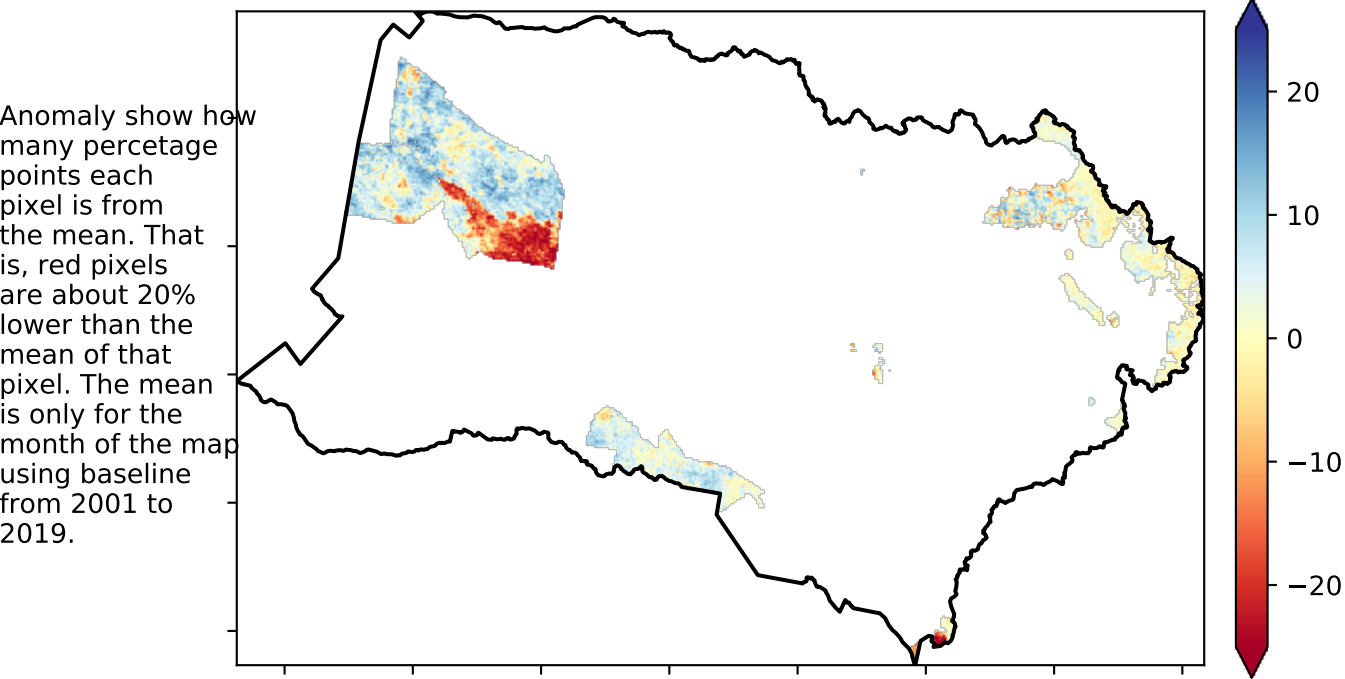 Anomaly show how
many percetage
points each
pixel is from
the mean. That
is, red pixels
are about 20%
lower than the
mean of that
pixel. The mean
is only for the
month of the map
using baseline
from 2001 to
2019.
20
10
0
−10
−20